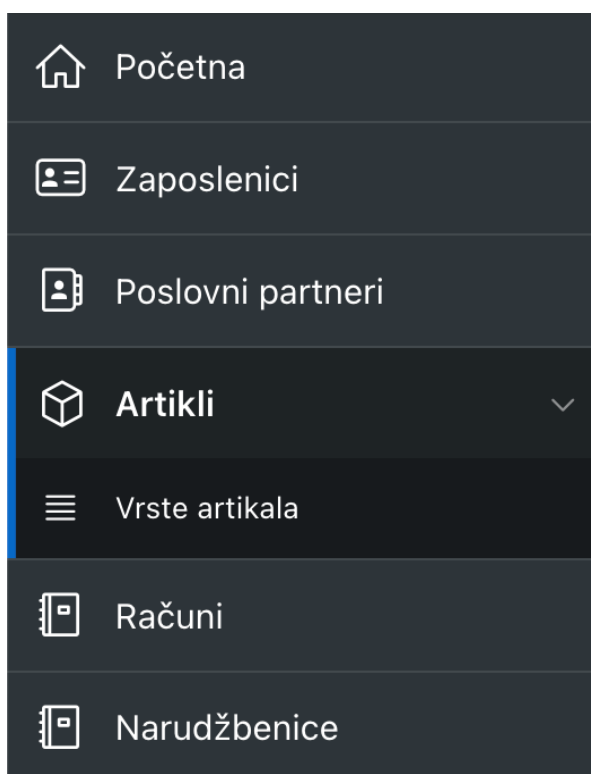 Početna
Zaposlenici
Poslovni partneri
Artikli
Vrste artikala
Računi
Narudžbenice